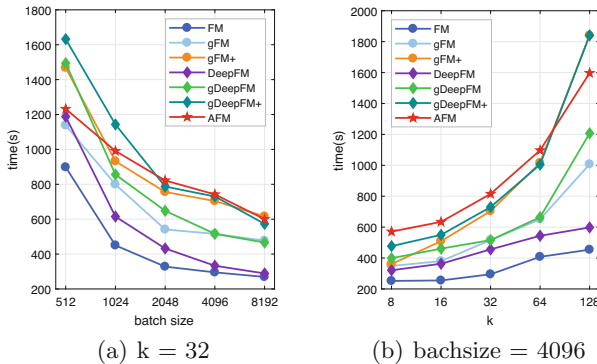 1800
1600
1400
1200
1000
800
600
400
200
time(s)
512 1024 2048 4096 8192
batch size
FM
gFM
gFM+
DeepFM
gDeepFM
gDeepFM+
AFM
(a) k = 32
2000
1800
1600
1400
1200
1000
800
600
400
200
time(s)
8 16 32 64 128
k
FM
gFM
gFM+
DeepFM
gDeepFM
gDeepFM+
AFM
(b) bachsize = 4096